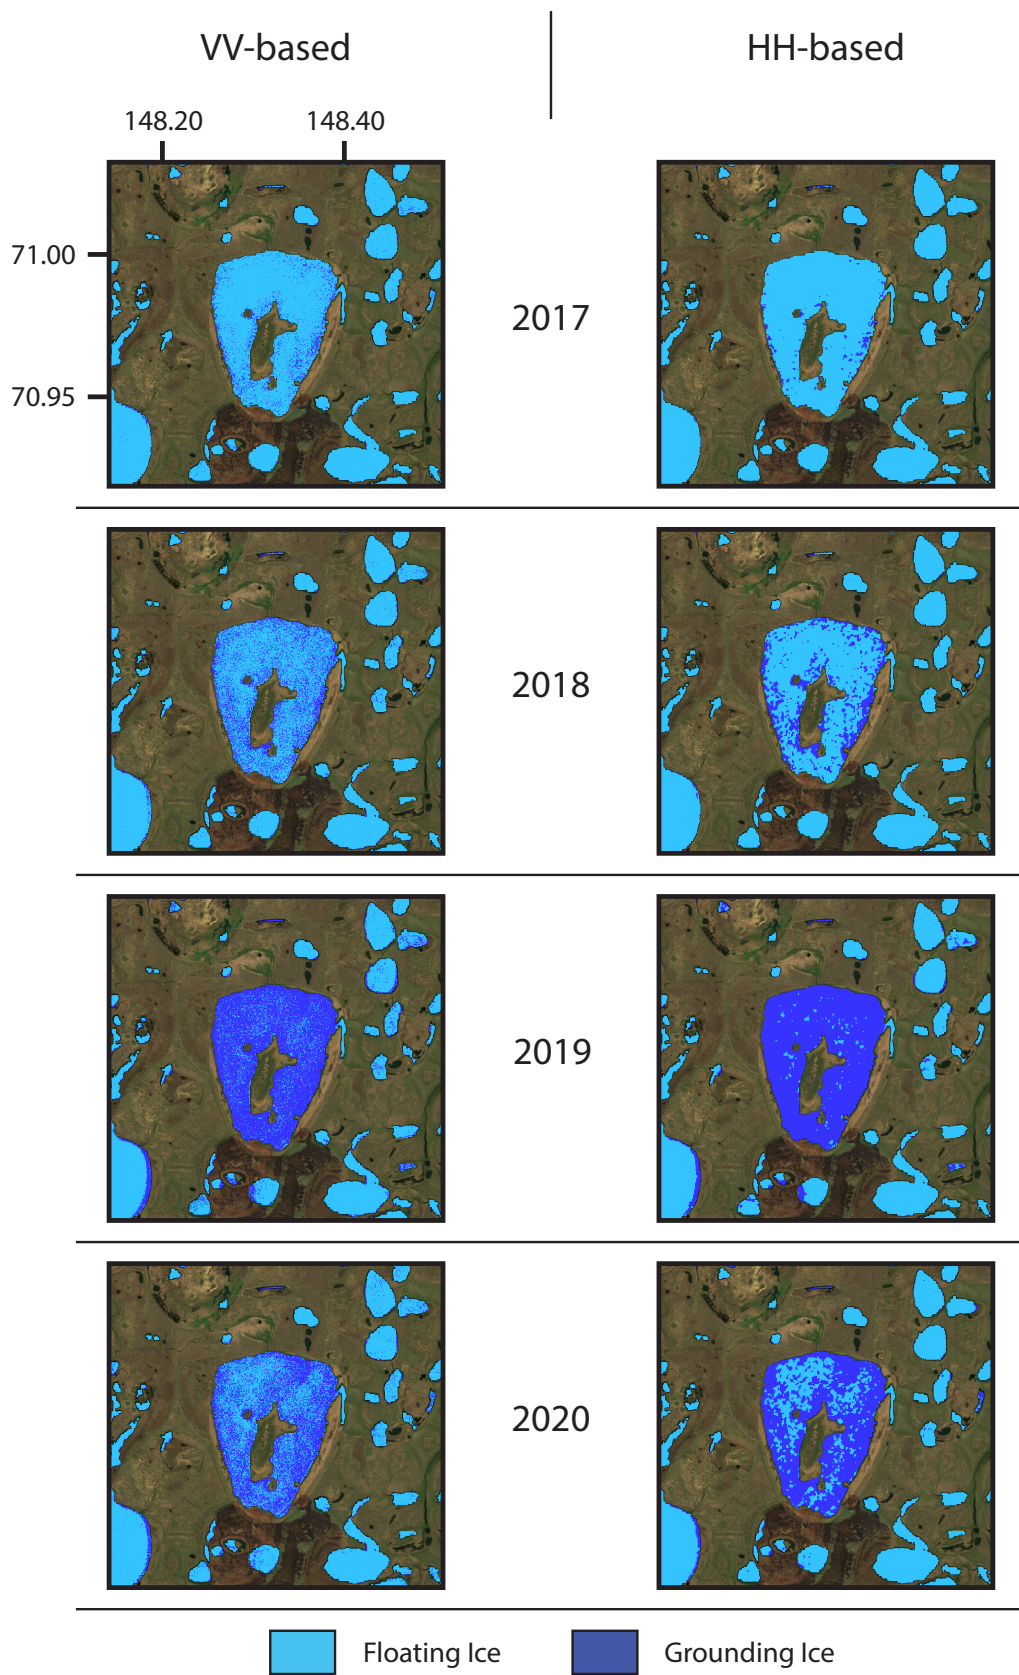 VV-based
HH-based
148.20 148.40
71.00
70.95
2017
2018
2019
2020
Floating Ice
Grounding Ice